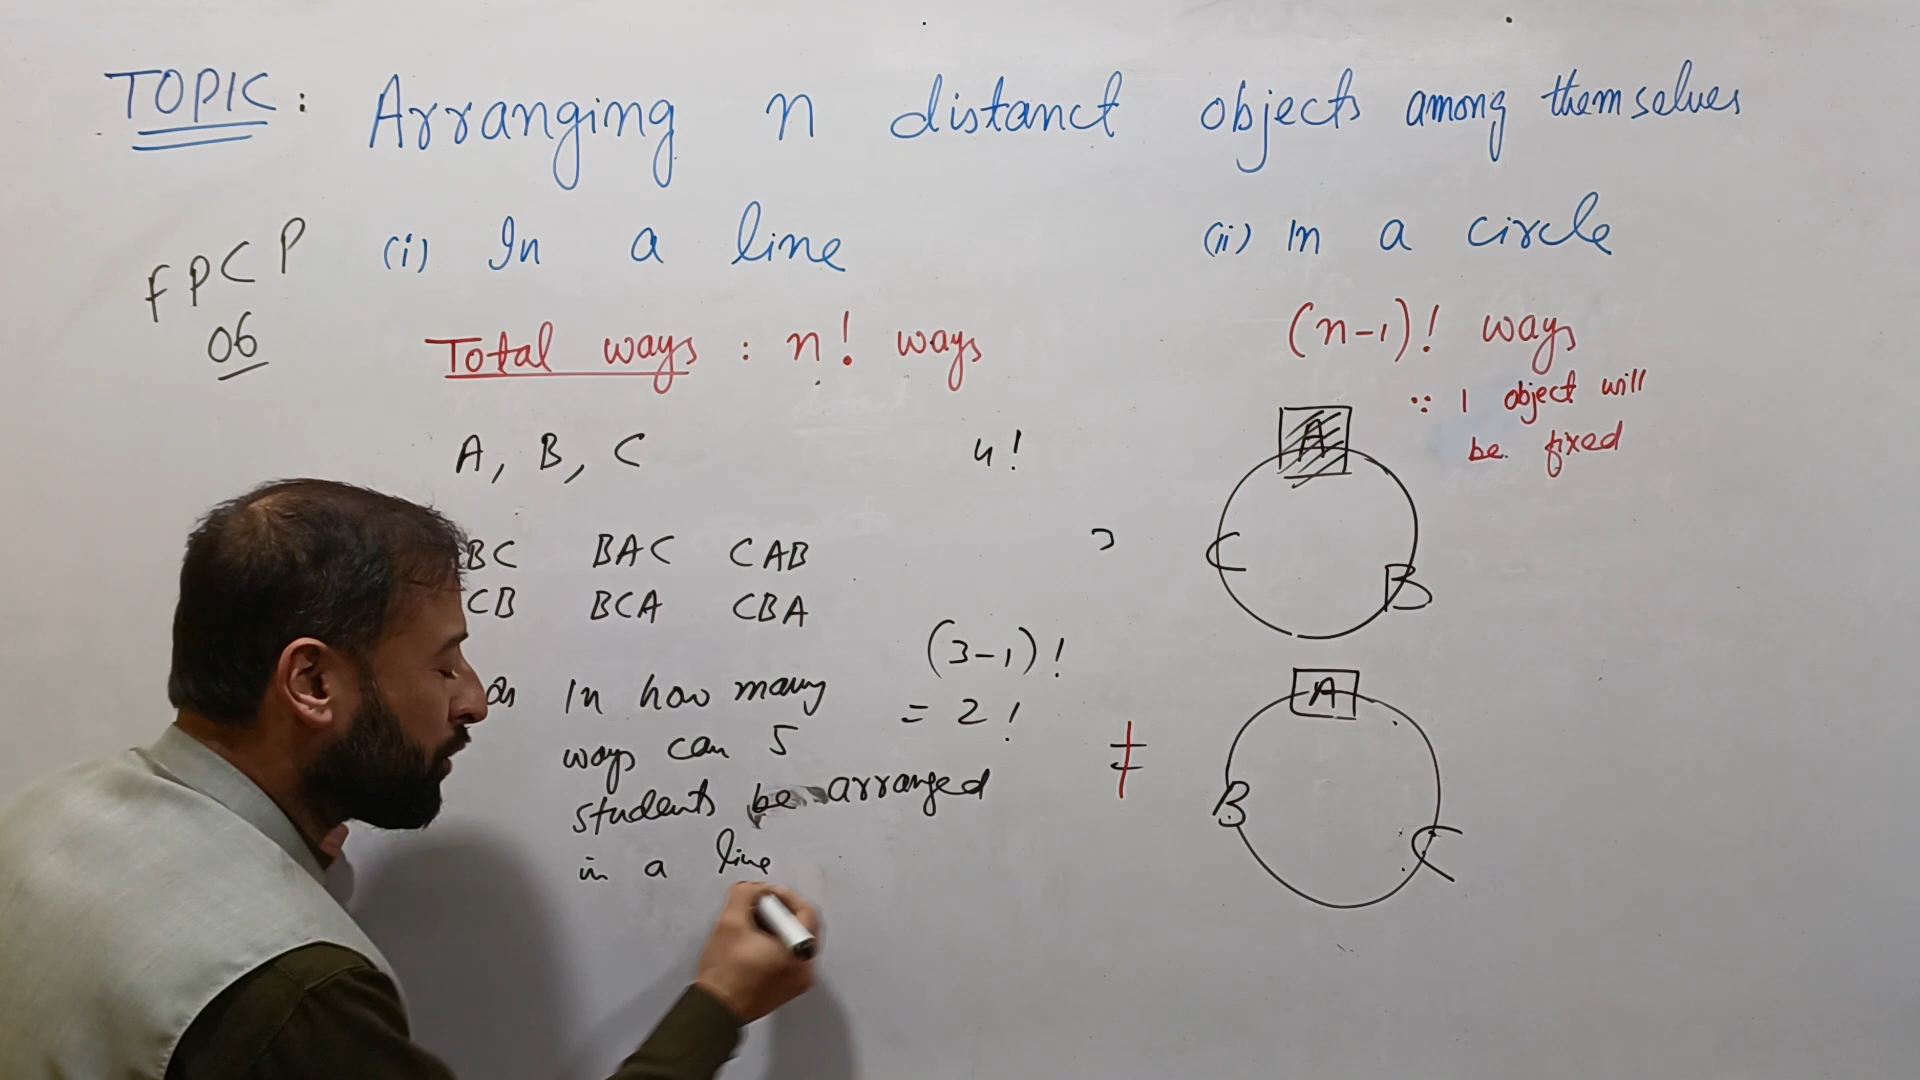 TOPIC : Arranging n distanct objects among themselves
FPCP
06
(i) In a line
Total ways : n! ways
A, B, C
4!
BC BAC CAB
CB BCA CBA
(3-1)!
= 2!
In how many
ways can 5
students be arranged
in a line
(ii) In a circle
(n-1)! ways
∵ 1 object will
be fixed
A
C
B
≠
A
B
C